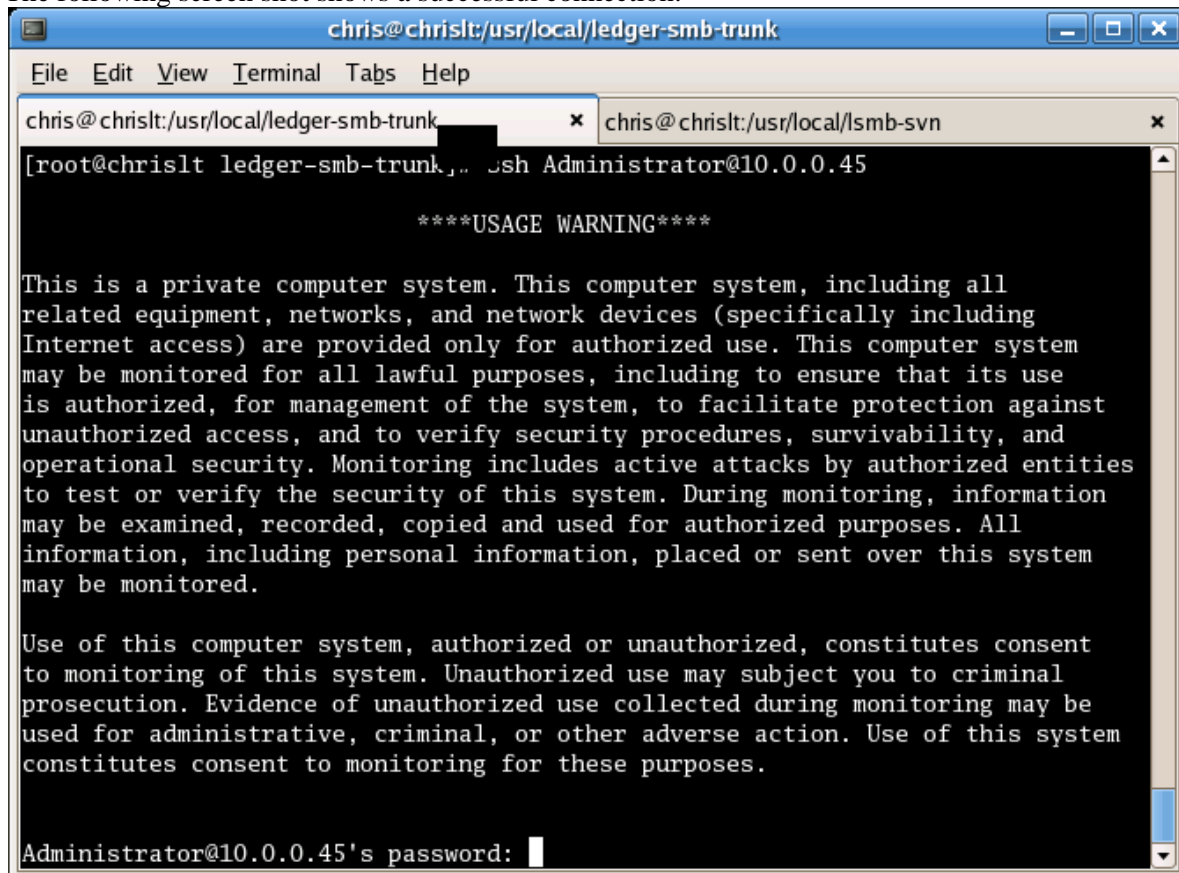 The following screen shot shows a successful connection:
chris@chrislt:/usr/local/ledger-smb-trunk
File Edit View Terminal Tabs Help
chris@chrislt:/usr/local/ledger-smb-trunk
chris@chrislt:/usr/local/lsmb-svn
[root@chrislt ledger-smb-trunk Administrator@10.0.0.45
****USAGE WARNING****
This is a private computer system. This computer system, including all
related equipment, networks, and network devices (specifically including
Internet access) are provided only for authorized use. This computer system
may be monitored for all lawful purposes, including to ensure that its use
is authorized, for management of the system, to facilitate protection against
unauthorized access, and to verify security procedures, survivability, and
operational security. Monitoring includes active attacks by authorized entities
to test or verify the security of this system. During monitoring, information
may be examined, recorded, copied and used for authorized purposes. All
information, including personal information, placed or sent over this system
may be monitored.
Use of this computer system, authorized or unauthorized, constitutes consent
to monitoring of this system. Unauthorized use may subject you to criminal
prosecution. Evidence of unauthorized use collected during monitoring may be
used for administrative, criminal, or other adverse action. Use of this system
constitutes consent to monitoring for these purposes.
Administrator@10.0.0.45's password: